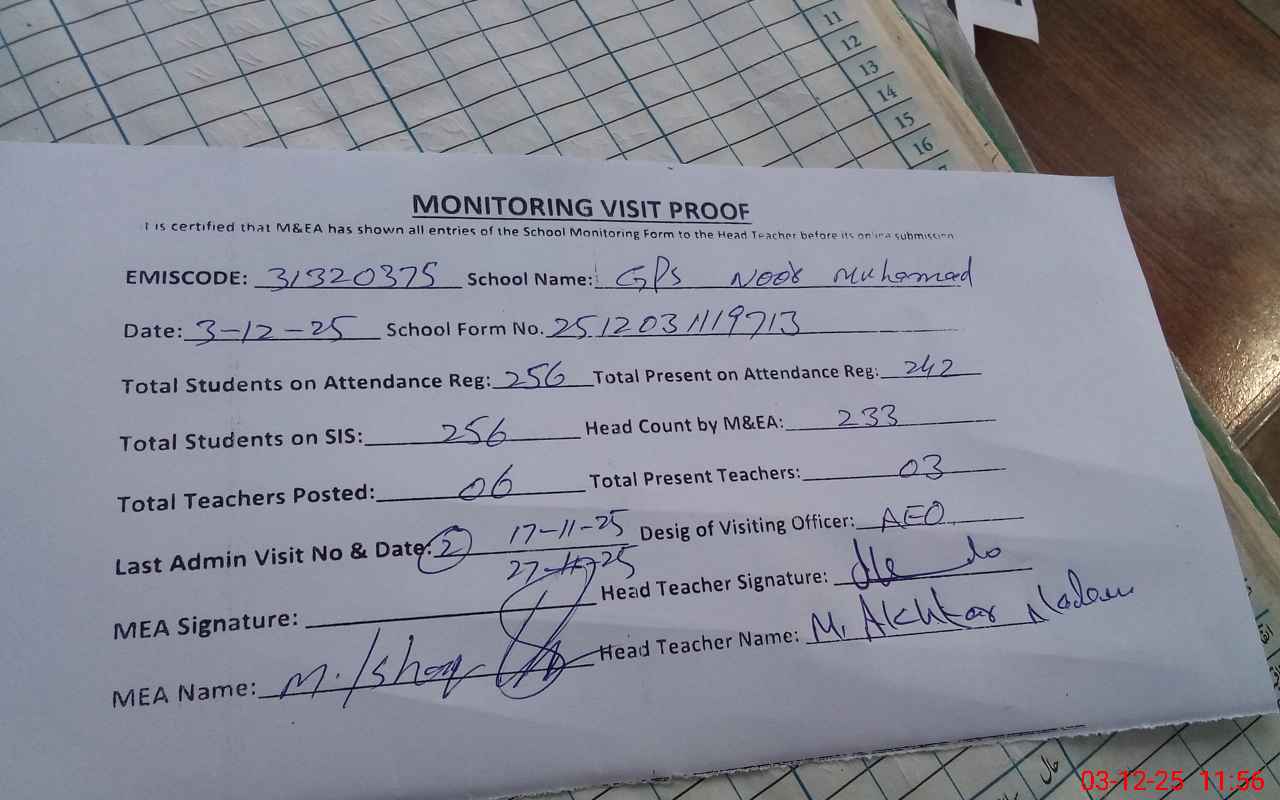 11
12
13
14
15
16
MONITORING VISIT PROOF
t is certified that M&EA has shown all entries of the School Monitoring Form to the Head Teacher before its online submission
EMISCODE: 31320375 School Name: GPS Noor Muhamad
Date: 3-12-25 School Form No. 2512031119713
Total Students on Attendance Reg: 256 Total Present on Attendance Reg: 242
Total Students on SIS: 256 Head Count by M&EA: 233
Total Teachers Posted: 06 Total Present Teachers: 03
Last Admin Visit No & Date: 2 17-11-25 Desig of Visiting Officer: AEO
27-11-25
MEA Signature: Head Teacher Signature:
MEA Name: M. Ishaq Head Teacher Name: M. Akhtar Nadeem
03-12-25 11:56